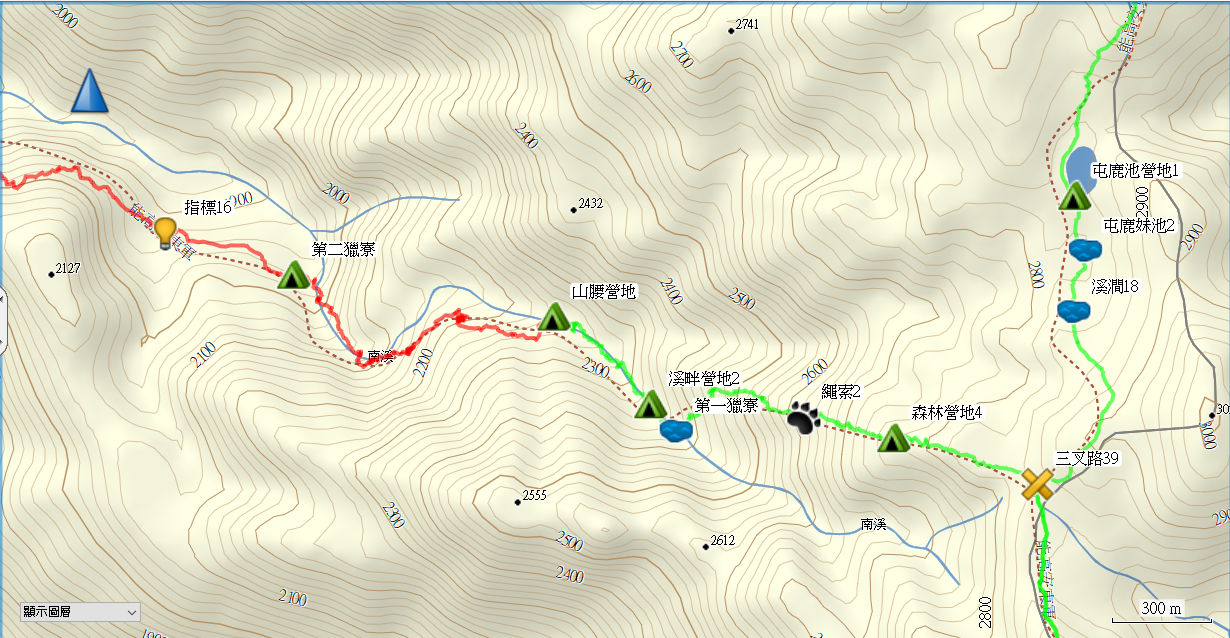 2000
2741
2700
2600
2400
屯鹿池營地1
2000
2900
指標16
200
2432
屯鹿妹池2
2900
第二獵寮
2127
2800
溪澗18
山腰營地
2400
2500
南溪
2100
2200
2300
2600
溪畔營地2
繩索2
第一獵寮
森林營地4
3000
三叉路39
2555
2300
南溪
2500
2612
2400
2100
2800
顯示圖層
300 m